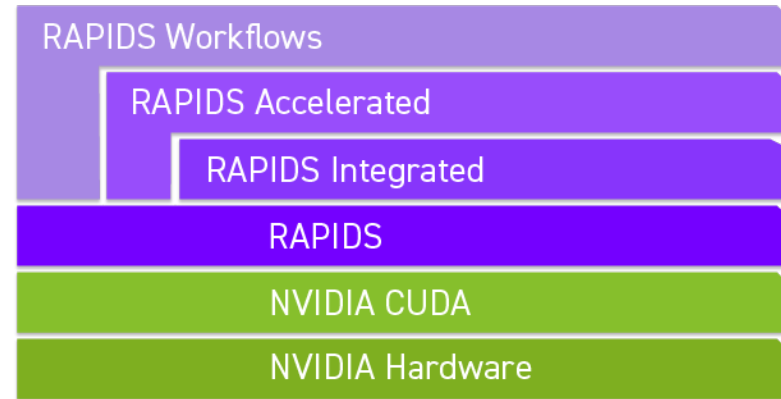 RAPIDS Workflows
RAPIDS Accelerated
RAPIDS Integrated
RAPIDS
NVIDIA CUDA
NVIDIA Hardware